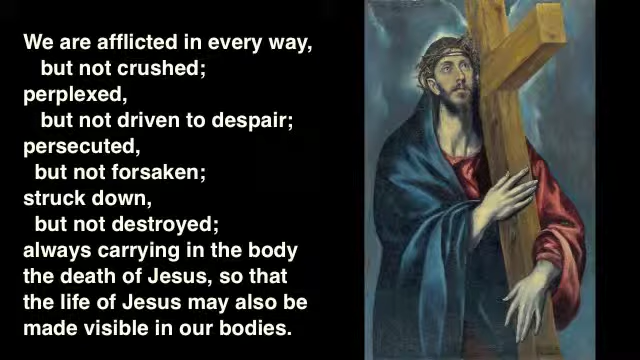 We are afflicted in every way,
but not crushed;
perplexed,
but not driven to despair;
persecuted,
but not forsaken;
struck down,
but not destroyed;
always carrying in the body
the death of Jesus, so that
the life of Jesus may also be
made visible in our bodies.